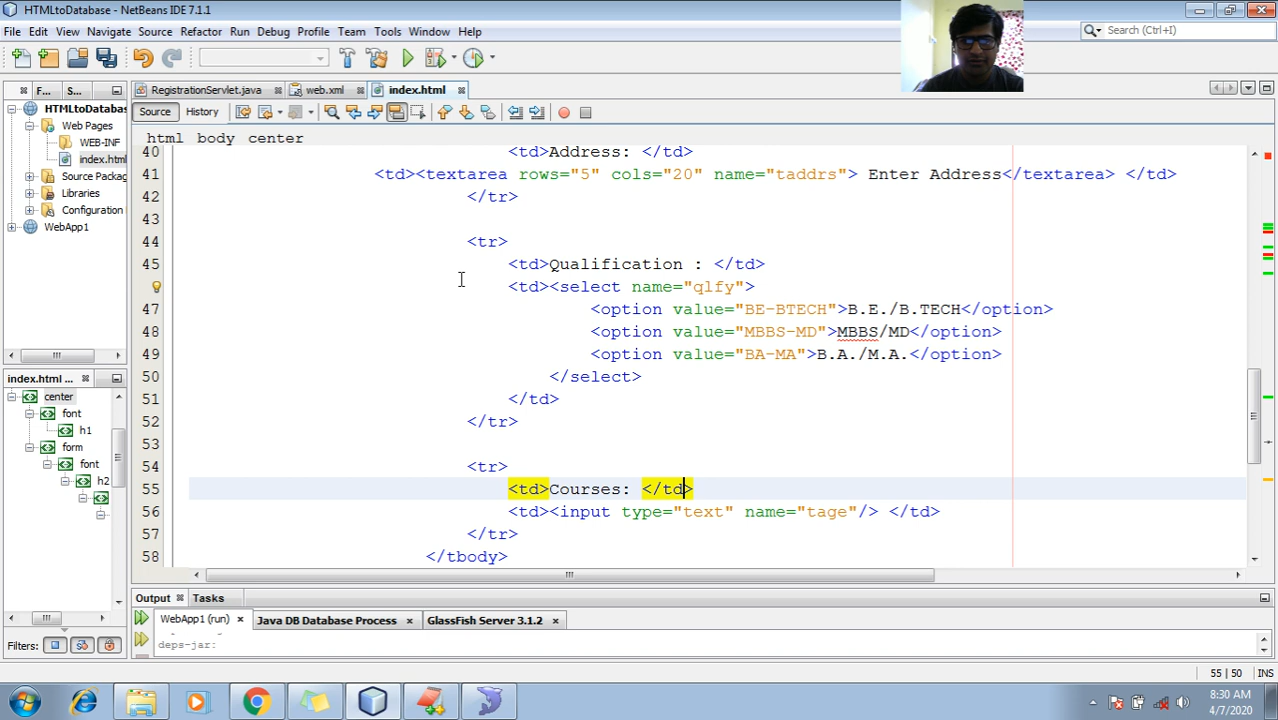 HTMLtoDatabase - NetBeans IDE 7.1.1
File Edit View Navigate Source Refactor Run Debug Profile Team Tools Window Help
Search (Ctrl+I)
F... S... RegistrationServlet.java web.xml index.html
HTMLtoDatabas
Source History
Web Pages
html body center
WEB-INF
index.html
Source Packag
Libraries
Configuration
WebApp1
40 <td>Address: </td>
41 <td><textarea rows="5" cols="20" name="taddrs"> Enter Address</textarea> </td>
42 </tr>
43
44 <tr>
45 <td>Qualification : </td>
<td><select name="qlfy">
47 <option value="BE-BTECH">B.E./B.TECH</option>
48 <option value="MBBS-MD">MBBS/MD</option>
49 <option value="BA-MA">B.A./M.A.</option>
50 </select>
51 </td>
52 </tr>
53
54 <tr>
55 <td>Courses: </td>
56 <td><input type="text" name="tage"/> </td>
57 </tr>
58 </tbody>
index.html ...
center
font
h1
form
font
h2
Filters:
Output Tasks
WebApp1 (run) Java DB Database Process GlassFish Server 3.1.2
deps-jar:
55 | 50 INS
8:30 AM
4/7/2020